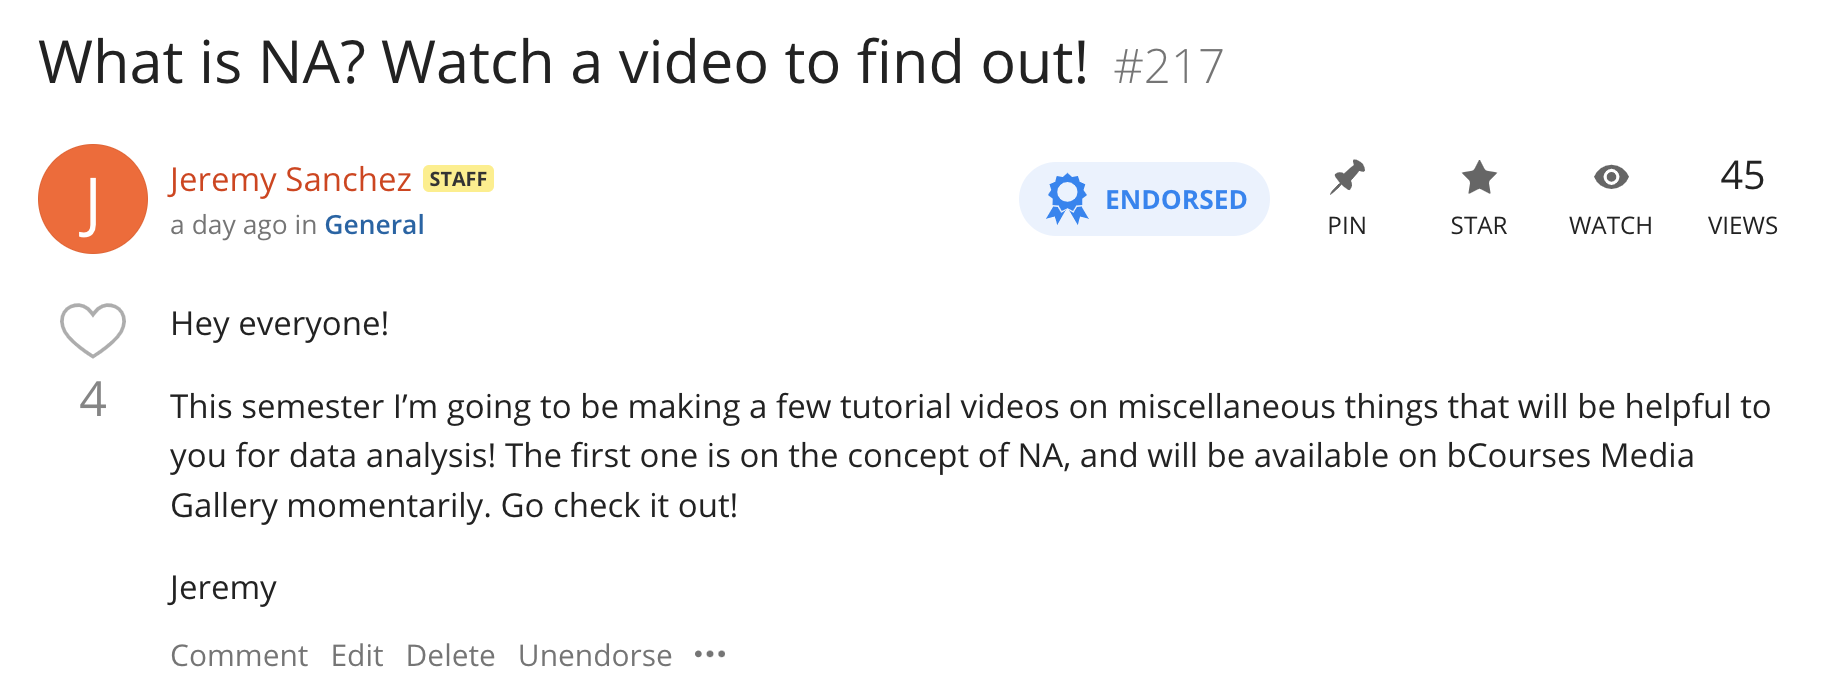 What is NA? Watch a video to find out! #217
J
Jeremy Sanchez STAFF
a day ago in General
ENDORSED
PIN
STAR
WATCH
45
VIEWS
4
Hey everyone!
This semester I’m going to be making a few tutorial videos on miscellaneous things that will be helpful to
you for data analysis! The first one is on the concept of NA, and will be available on bCourses Media
Gallery momentarily. Go check it out!
Jeremy
Comment Edit Delete Unendorse •••